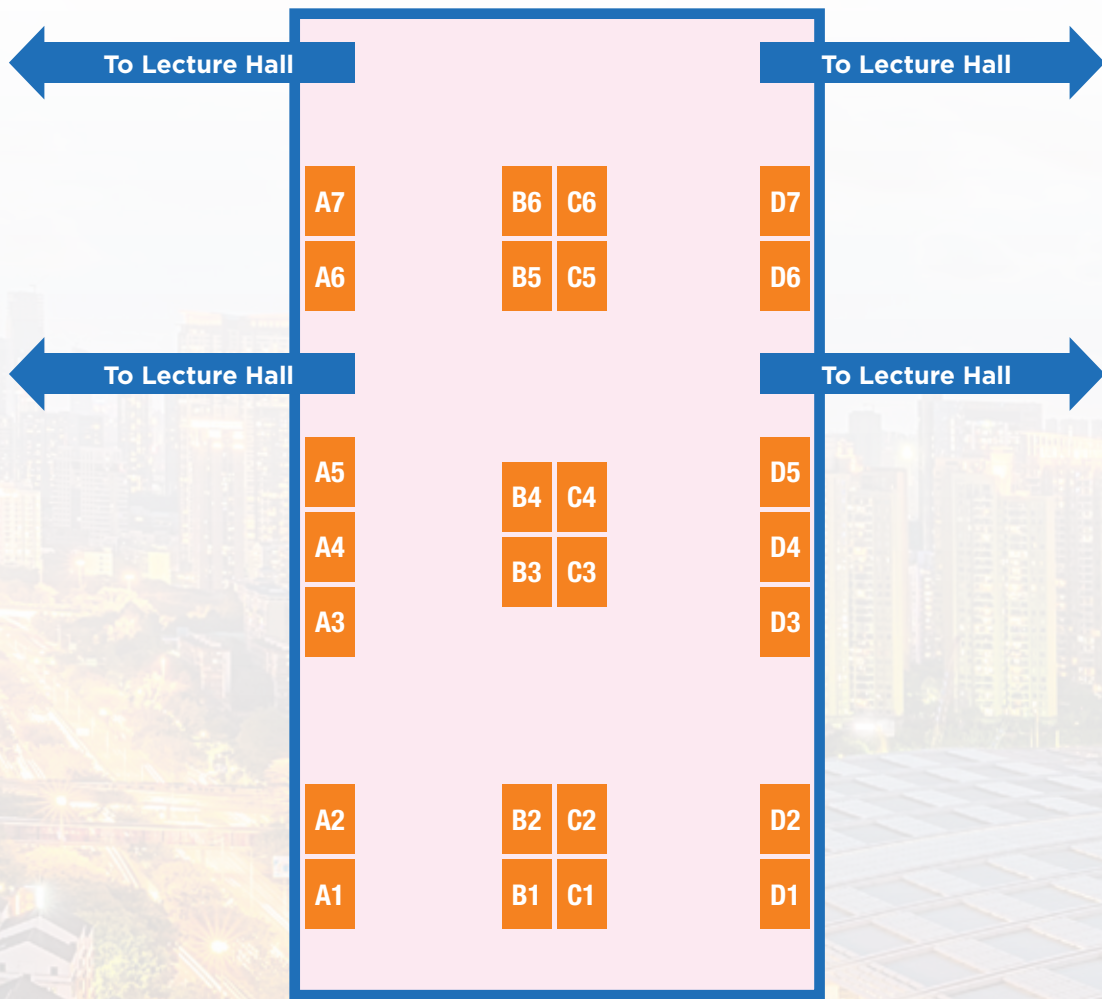 To Lecture Hall To Lecture Hall
A7 B6 C6 D7
A6 B5 C5 D6
To Lecture Hall To Lecture Hall
A5 D5
B4 C4
A4 D4
B3 C3
A3 D3
A2 B2 C2 D2
A1 B1 C1 D1